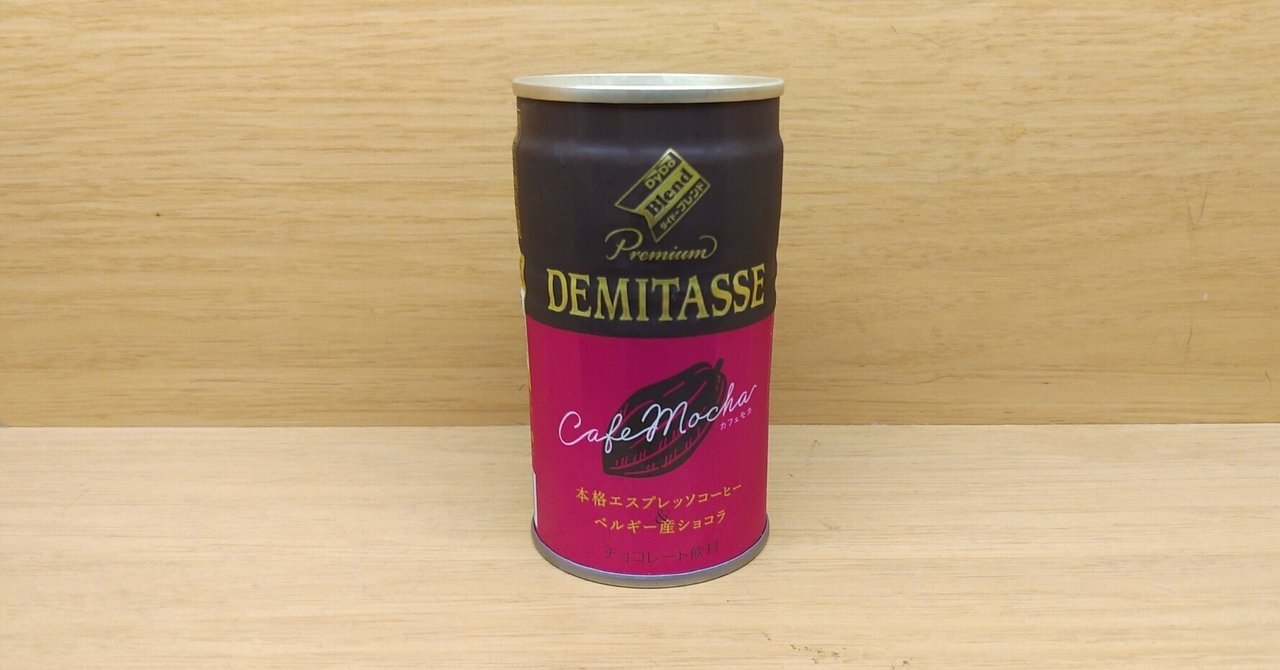 DyDo
Blend
ダイドーブレンド
Premium
DEMITASSE
Cafe Mocha
カフェモカ
本格エスプレッソコーヒー
&
ベルギー産ショコラ
チョコレート飲料